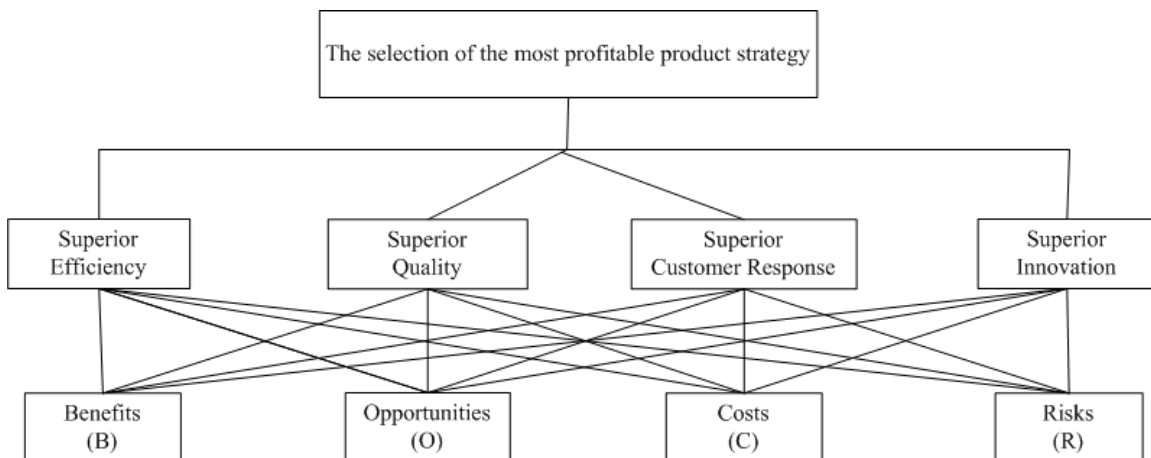 The selection of the most profitable product strategy
Superior
Efficiency
Superior
Quality
Superior
Customer Response
Superior
Innovation
Benefits
(B)
Opportunities
(O)
Costs
(C)
Risks
(R)